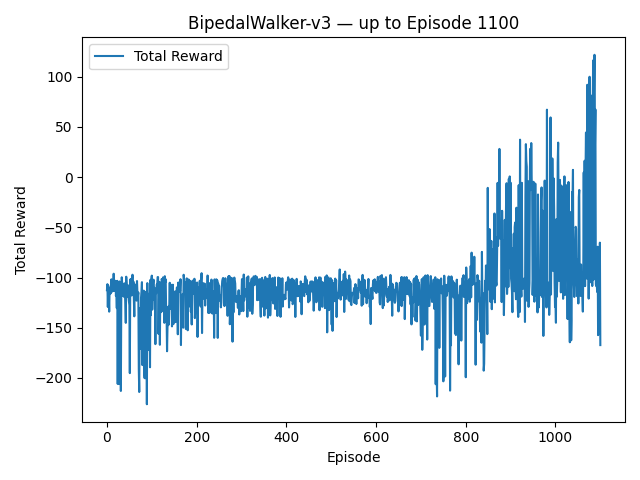 BipedalWalker-v3 — up to Episode 1100
Total Reward
Total Reward
100
50
0
−50
−100
−150
−200
0 200 400 600 800 1000
Episode